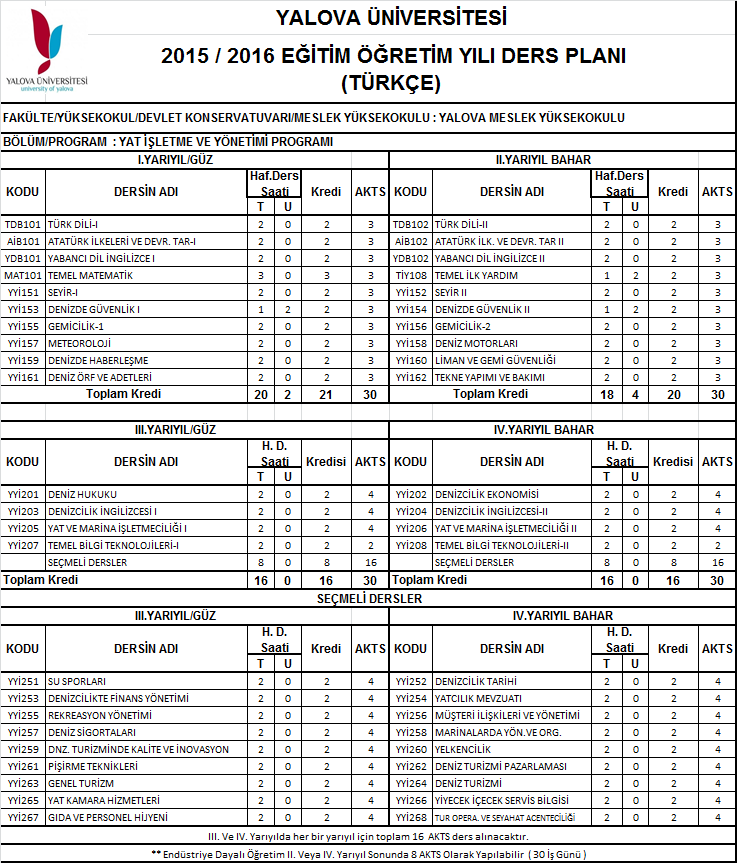 YALOVA ÜNİVERSİTESİ
YALOVA ÜNİVERSİTESİ
university of yalova
2015 / 2016 EĞİTİM ÖĞRETİM YILI DERS PLANI
(TÜRKÇE)
FAKÜLTE/YÜKSEKOKUL/DEVLET KONSERVATUVARI/MESLEK YÜKSEKOKULU : YALOVA MESLEK YÜKSEKOKULU
BÖLÜM/PROGRAM : YAT İŞLETME VE YÖNETİMİ PROGRAMI
I.YARIYIL/GÜZ II.YARIYIL BAHAR
KODU DERSİN ADI Haf.Ders Saati Kredi AKTS KODU DERSİN ADI Haf.Ders Saati Kredi AKTS
T U T U
TDB101 TÜRK DİLİ-I 2 0 2 3 TDB102 TÜRK DİLİ-II 2 0 2 3
AİB101 ATATÜRK İLKELERİ VE DEVR. TAR-I 2 0 2 3 AİB102 ATATÜRK İLK. VE DEVR. TAR II 2 0 2 3
YDB101 YABANCI DİL İNGİLİZCE I 2 0 2 3 YDB102 YABANCI DİL İNGİLİZCE II 2 0 2 3
MAT101 TEMEL MATEMATİK 3 0 3 3 TİY108 TEMEL İLK YARDIM 1 2 2 3
YYİ151 SEYİR-I 2 0 2 3 YYİ152 SEYİR II 2 0 2 3
YYİ153 DENİZDE GÜVENLİK I 1 2 2 3 YYİ154 DENİZDE GÜVENLİK II 1 2 2 3
YYİ155 GEMİCİLİK-1 2 0 2 3 YYİ156 GEMİCİLİK-2 2 0 2 3
YYİ157 METEOROLOJİ 2 0 2 3 YYİ158 DENİZ MOTORLARI 2 0 2 3
YYİ159 DENİZDE HABERLEŞME 2 0 2 3 YYİ160 LİMAN VE GEMİ GÜVENLİĞİ 2 0 2 3
YYİ161 DENİZ ÖRF VE ADETLERİ 2 0 2 3 YYİ162 TEKNE YAPIMI VE BAKIMI 2 0 2 3
Toplam Kredi 20 2 21 30 Toplam Kredi 18 4 20 30
III.YARIYIL/GÜZ IV.YARIYIL BAHAR
KODU DERSİN ADI H. D. Saati Kredisi AKTS KODU DERSİN ADI H. D. Saati Kredisi AKTS
T U T U
YYİ201 DENİZ HUKUKU 2 0 2 4 YYİ202 DENİZCİLİK EKONOMİSİ 2 0 2 4
YYİ203 DENİZCİLİK İNGİLİZCESİ I 2 0 2 4 YYİ204 DENİZCİLİK İNGİLİZCESİ-II 2 0 2 4
YYİ205 YAT VE MARİNA İŞLETMECİLİĞİ I 2 0 2 4 YYİ206 YAT VE MARİNA İŞLETMECİLİĞİ II 2 0 2 4
YYİ207 TEMEL BİLGİ TEKNOLOJİLERİ-I 2 0 2 2 YYİ208 TEMEL BİLGİ TEKNOLOJİLERİ-II 2 0 2 2
SEÇMELİ DERSLER 8 0 8 16 SEÇMELİ DERSLER 8 0 8 16
Toplam Kredi 16 0 16 30 Toplam Kredi 16 0 16 30
SEÇMELİ DERSLER
III.YARIYIL/GÜZ IV.YARIYIL BAHAR
KODU DERSİN ADI H. D. Saati Kredi AKTS KODU DERSİN ADI H. D. Saati Kredi AKTS
T U T U
YYİ251 SU SPORLARI 2 0 2 4 YYİ252 DENİZCİLİK TARİHİ 2 0 2 4
YYİ253 DENİZCİLİKTE FİNANS YÖNETİMİ 2 0 2 4 YYİ254 YATCILIK MEVZUATI 2 0 2 4
YYİ255 REKREASYON YÖNETİMİ 2 0 2 4 YYİ256 MÜŞTERİ İLİŞKİLERİ VE YÖNETİMİ 2 0 2 4
YYİ257 DENİZ SİGORTALARI 2 0 2 4 YYİ258 MARİNALARDA YÖN.VE ORG. 2 0 2 4
YYİ259 DNZ. TURİZMİNDE KALİTE VE İNOVASYON 2 0 2 4 YYİ260 YELKENCİLİK 2 0 2 4
YYİ261 PİŞİRME TEKNİKLERİ 2 0 2 4 YYİ262 DENİZ TURİZMİ PAZARLAMASI 2 0 2 4
YYİ263 GENEL TURİZM 2 0 2 4 YYİ264 DENİZ TURİZMİ 2 0 2 4
YYİ265 YAT KAMARA HİZMETLERİ 2 0 2 4 YYİ266 YİYECEK İÇECEK SERVİS BİLGİSİ 2 0 2 4
YYİ267 GIDA VE PERSONEL HİJYENİ 2 0 2 4 YYİ268 TUR OPERA. VE SEYAHAT ACENTECİLİĞİ 2 0 2 4
III. Ve IV. Yarıyılda her bir yarıyıl için toplam 16 AKTS ders alınacaktır.
** Endüstriye Dayalı Öğretim II. Veya IV. Yarıyıl Sonunda 8 AKTS Olarak Yapılabilir ( 30 İş Günü )